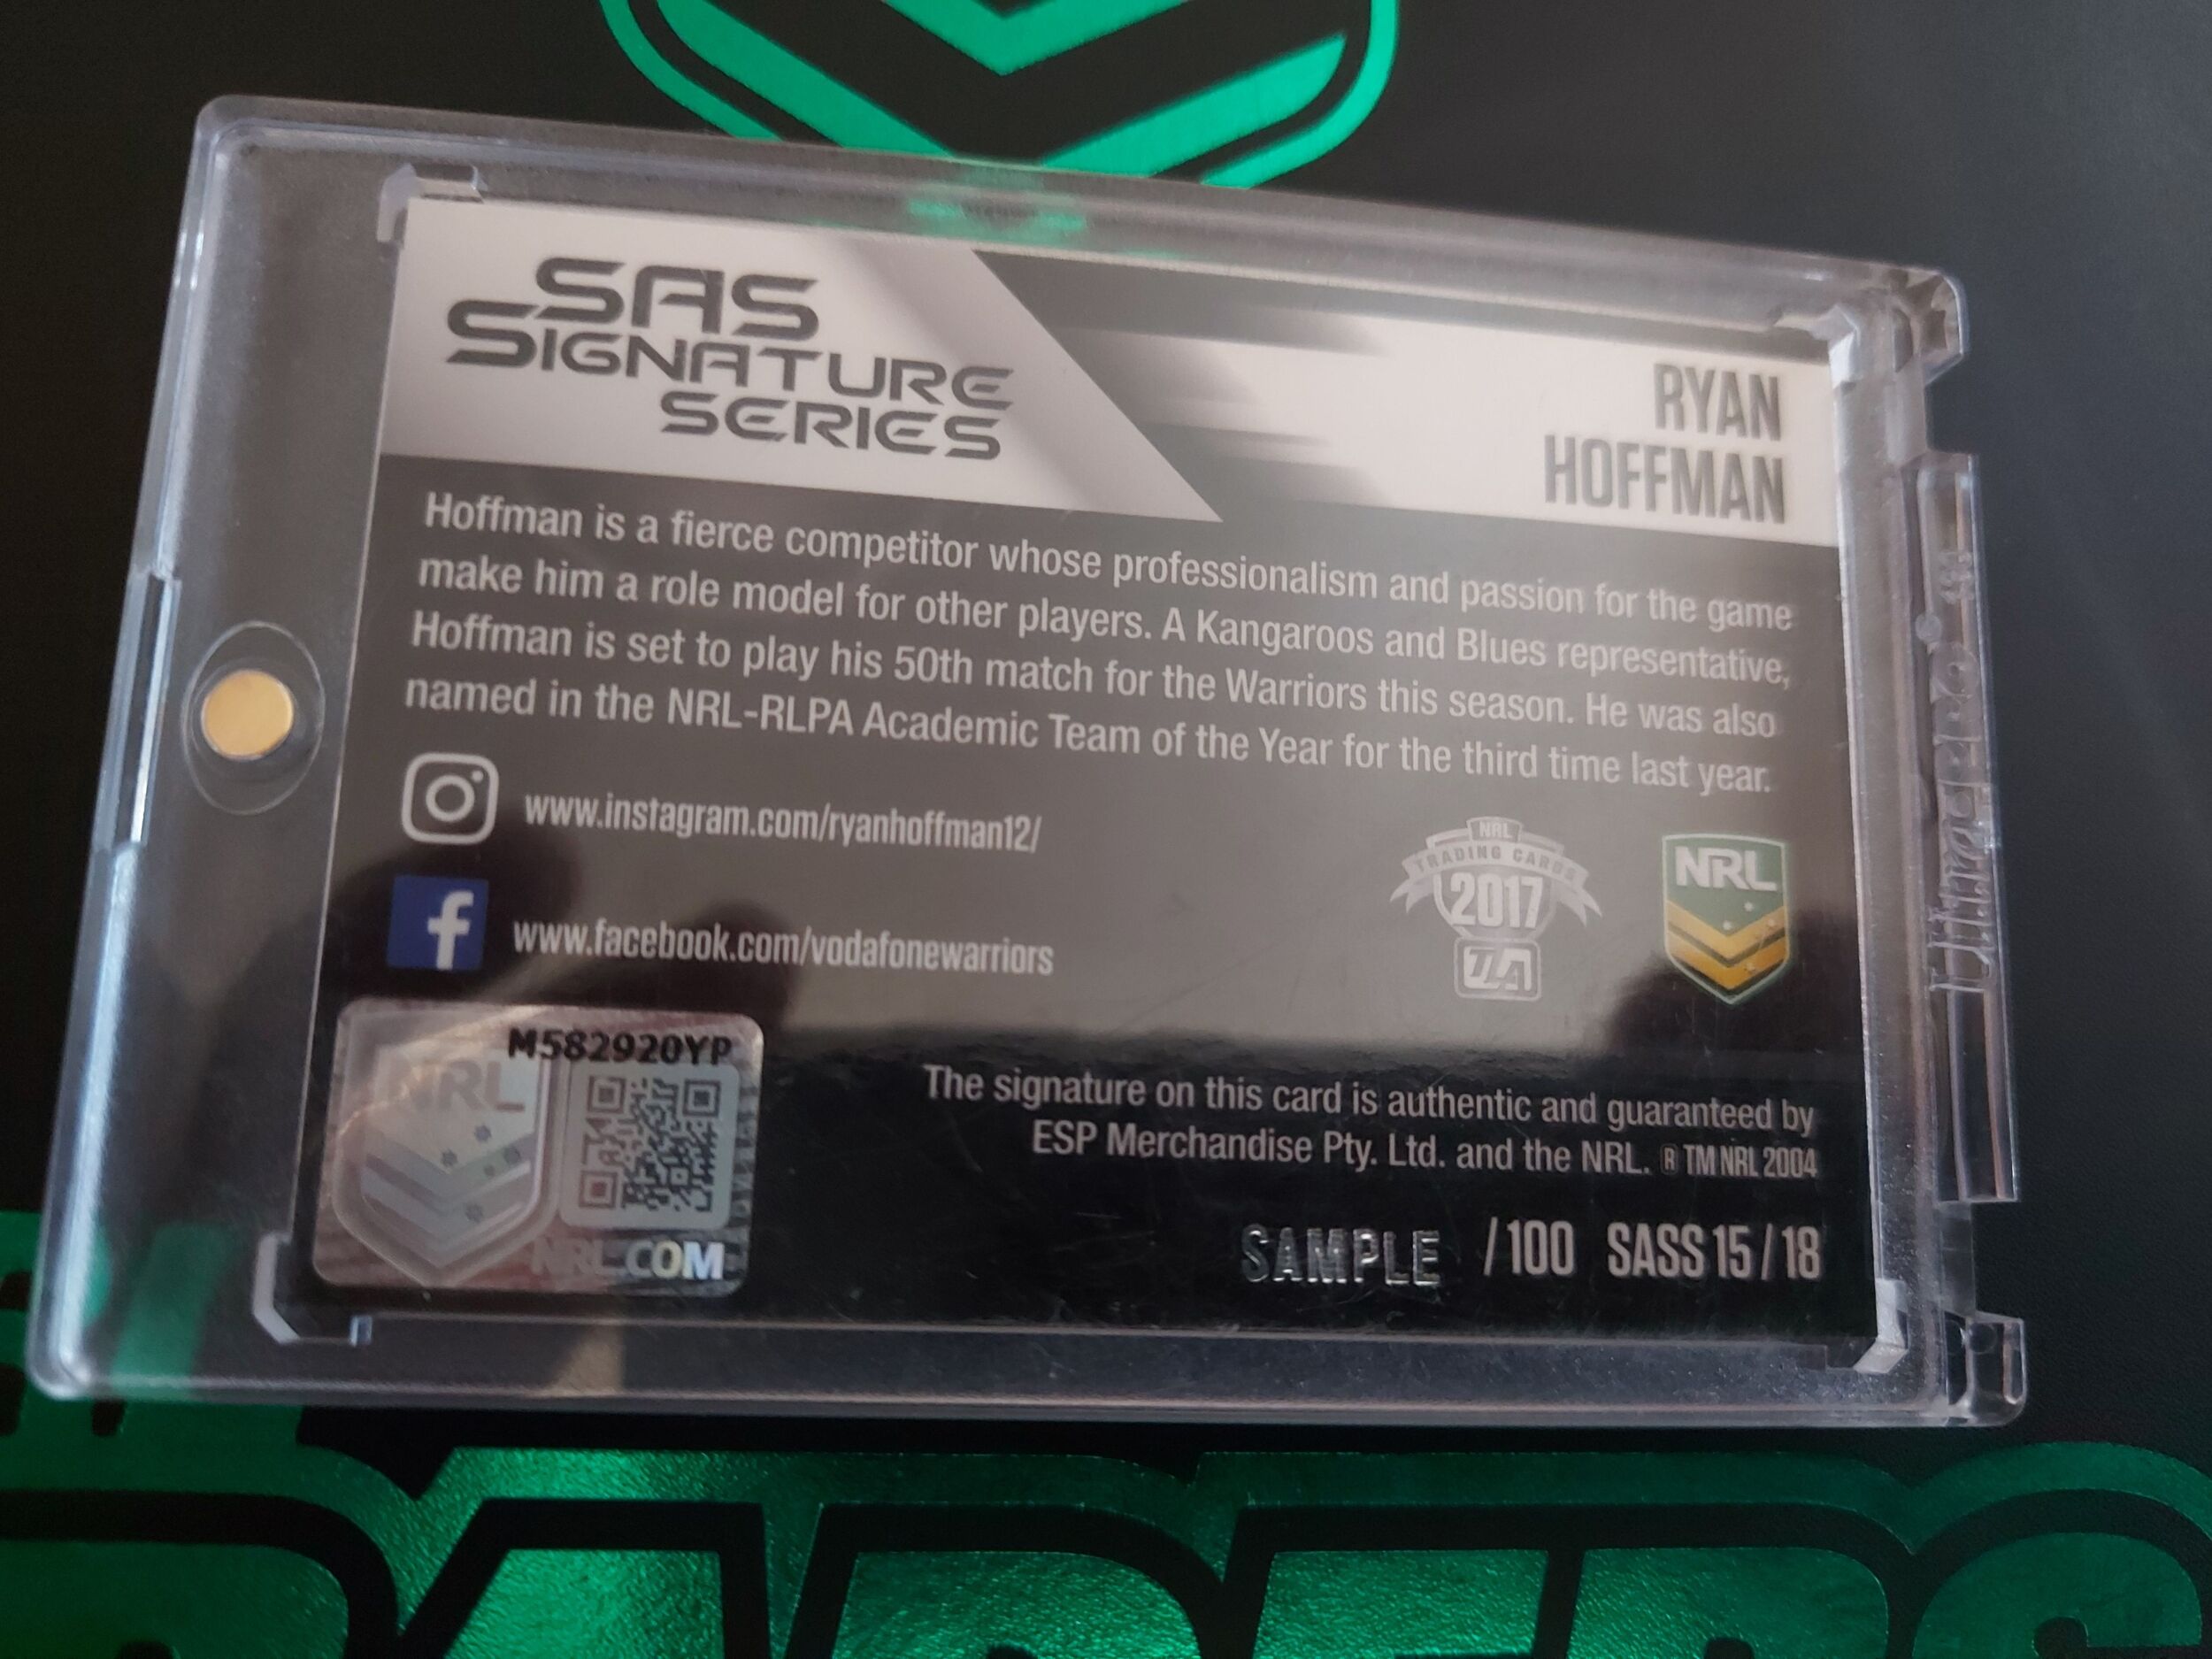 SAS
SIGNATURE
SERIES
RYAN
HOFFMAN
Hoffman is a fierce competitor whose professionalism and passion for the game
make him a role model for other players. A Kangaroos and Blues representative,
Hoffman is set to play his 50th match for the Warriors this season. He was also
named in the NRL-RLPA Academic Team of the Year for the third time last year.
www.instagram.com/ryanhoffman12/
f www.facebook.com/vodafonewarriors
NRL
TRADING CARDS
2017
TLA
NRL
M582920YP
NRL
NRL.COM
The signature on this card is authentic and guaranteed by
ESP Merchandise Pty. Ltd. and the NRL. ® TM NRL 2004
SAMPLE /100 SASS 15/18
ULTRA PRO
RAIDERS